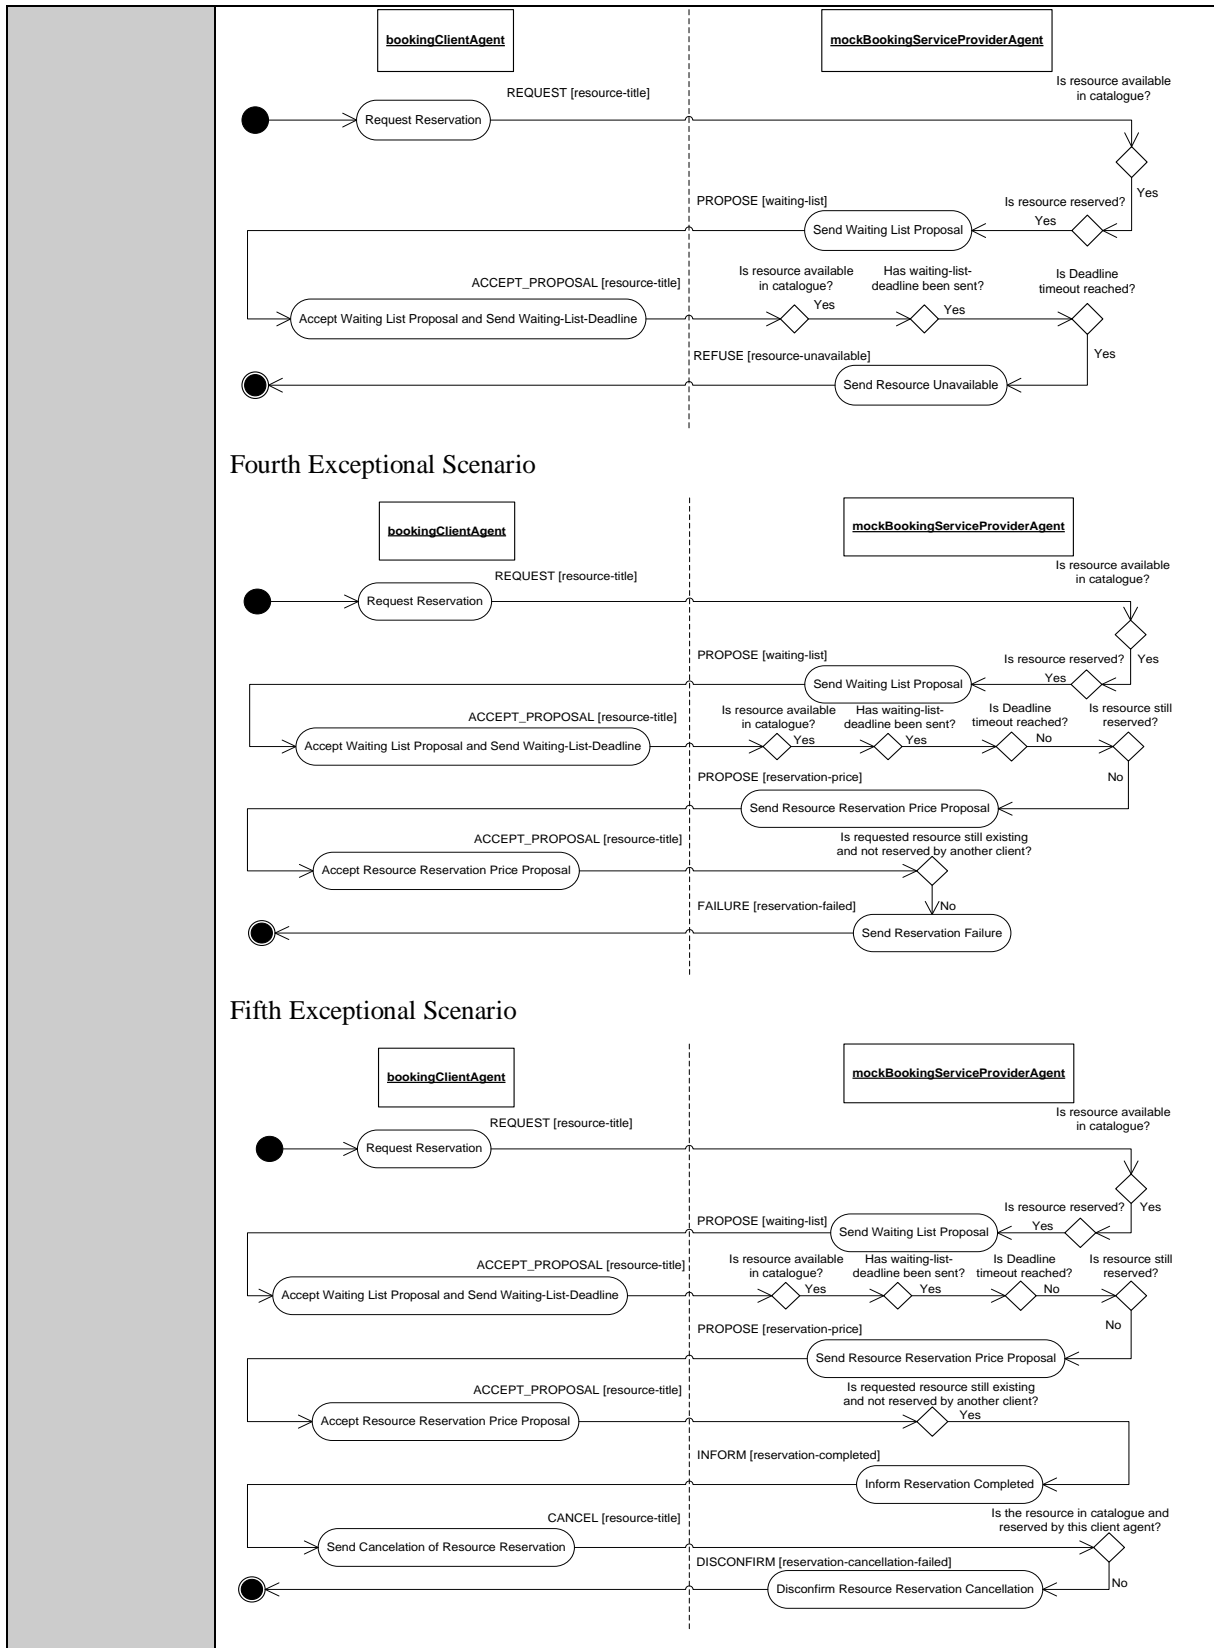 bookingClientAgent
mockBookingServiceProviderAgent
Is resource available
in catalogue?
REQUEST [resource-title]
Request Reservation
Yes
PROPOSE [waiting-list]
Is resource reserved?
Yes
Send Waiting List Proposal
ACCEPT_PROPOSAL [resource-title]
Is resource available
in catalogue?
Has waiting-list-
deadline been sent?
Is Deadline
timeout reached?
Yes
Yes
Accept Waiting List Proposal and Send Waiting-List-Deadline
REFUSE [resource-unavailable]
Yes
Send Resource Unavailable
Fourth Exceptional Scenario
bookingClientAgent
mockBookingServiceProviderAgent
Is resource available
in catalogue?
REQUEST [resource-title]
Request Reservation
PROPOSE [waiting-list]
Is resource reserved?
Yes
Yes
Send Waiting List Proposal
ACCEPT_PROPOSAL [resource-title]
Is resource available
in catalogue?
Has waiting-list-
deadline been sent?
Is Deadline
timeout reached?
Is resource still
reserved?
Yes
Yes
No
Accept Waiting List Proposal and Send Waiting-List-Deadline
PROPOSE [reservation-price]
No
Send Resource Reservation Price Proposal
ACCEPT_PROPOSAL [resource-title]
Is requested resource still existing
and not reserved by another client?
Accept Resource Reservation Price Proposal
FAILURE [reservation-failed]
No
Send Reservation Failure
Fifth Exceptional Scenario
bookingClientAgent
mockBookingServiceProviderAgent
Is resource available
in catalogue?
REQUEST [resource-title]
Request Reservation
PROPOSE [waiting-list]
Is resource reserved?
Yes
Yes
Send Waiting List Proposal
ACCEPT_PROPOSAL [resource-title]
Is resource available
in catalogue?
Has waiting-list-
deadline been sent?
Is Deadline
timeout reached?
Is resource still
reserved?
Yes
Yes
No
Accept Waiting List Proposal and Send Waiting-List-Deadline
PROPOSE [reservation-price]
No
Send Resource Reservation Price Proposal
ACCEPT_PROPOSAL [resource-title]
Is requested resource still existing
and not reserved by another client?
Yes
Accept Resource Reservation Price Proposal
INFORM [reservation-completed]
Inform Reservation Completed
CANCEL [resource-title]
Is the resource in catalogue and
reserved by this client agent?
Send Cancelation of Resource Reservation
DISCONFIRM [reservation-cancellation-failed]
No
Disconfirm Resource Reservation Cancellation